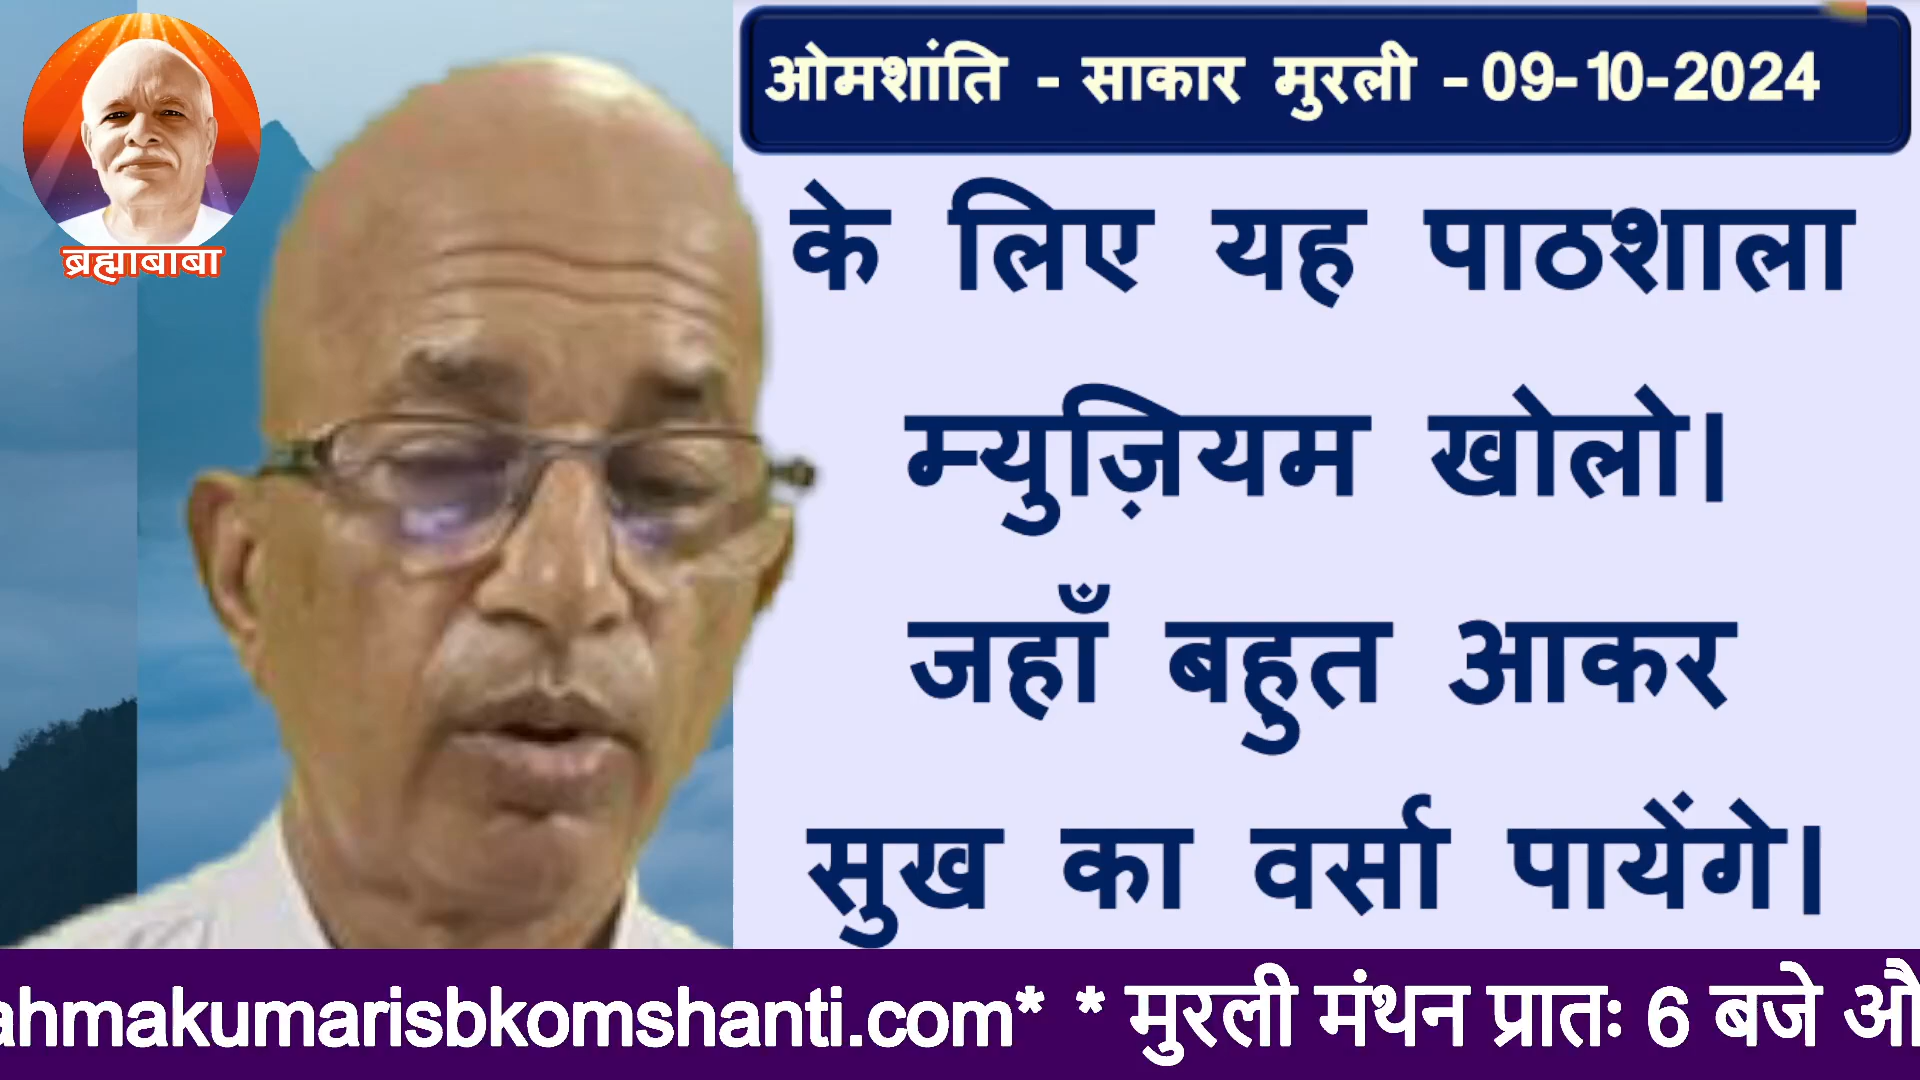 ब्रह्माबाबा
ओमशांति - साकार मुरली - 09-10-2024
के लिए यह पाठशाला
म्युज़ियम खोलो।
जहाँ बहुत आकर
सुख का वर्सा पायेंगे।
ahmakumarisbkomshanti.com* * मुरली मंथन प्रातः 6 बजे औ